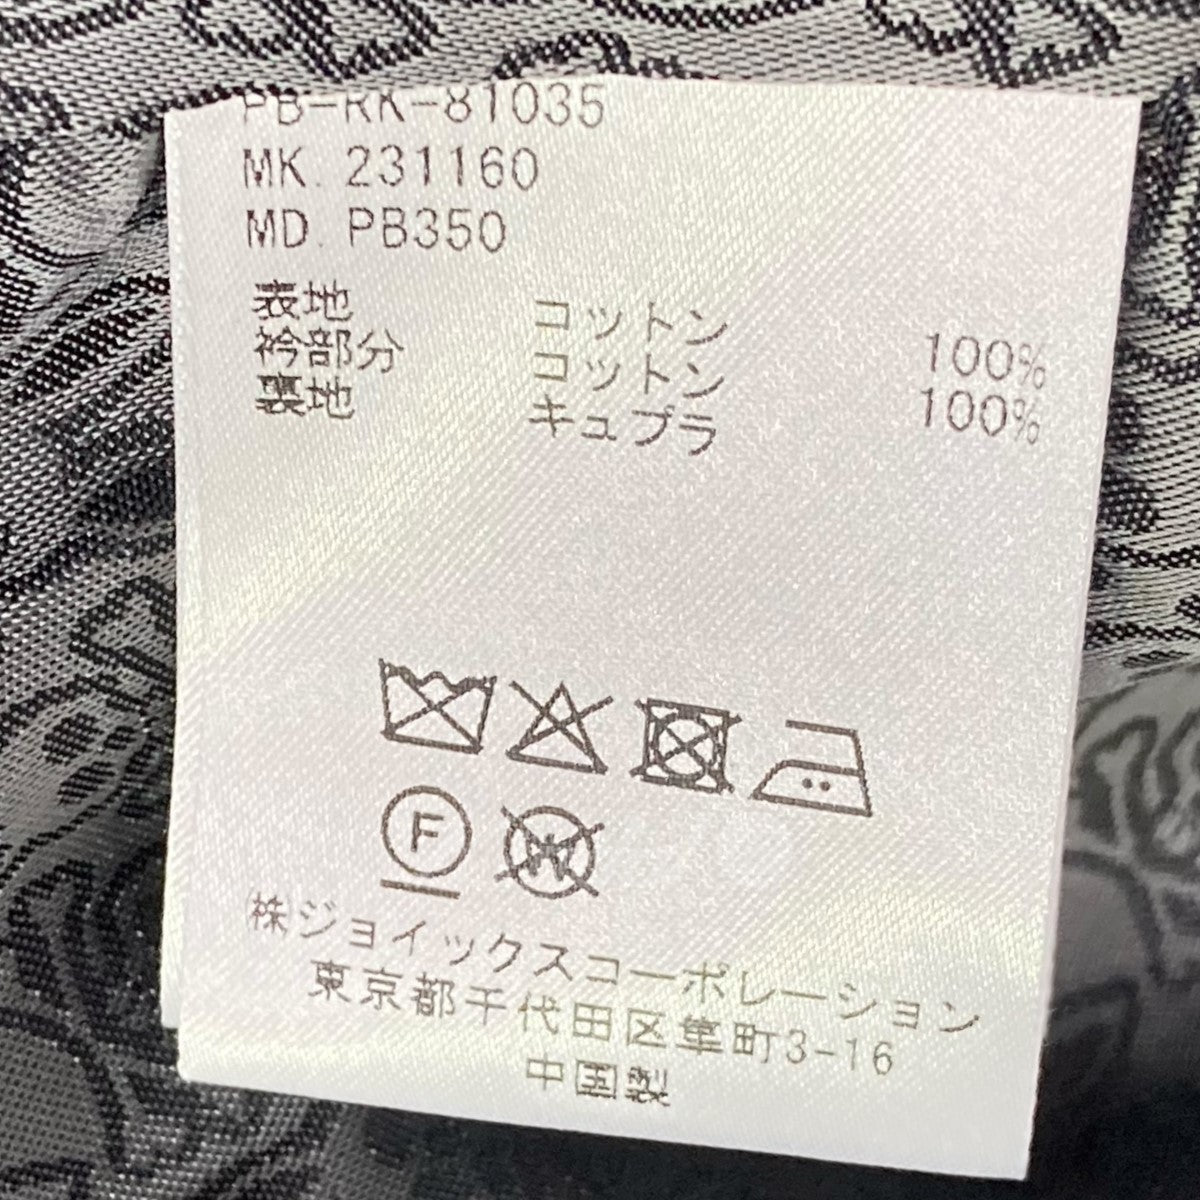 PB-RK-81035
MK. 231160
MD. PB350
表地 コットン 100%
衿部分 コットン 100%
裏地 キュプラ
F
W
㈱ジョイックスコーポレーション
東京都千代田区隼町3-16
中国製